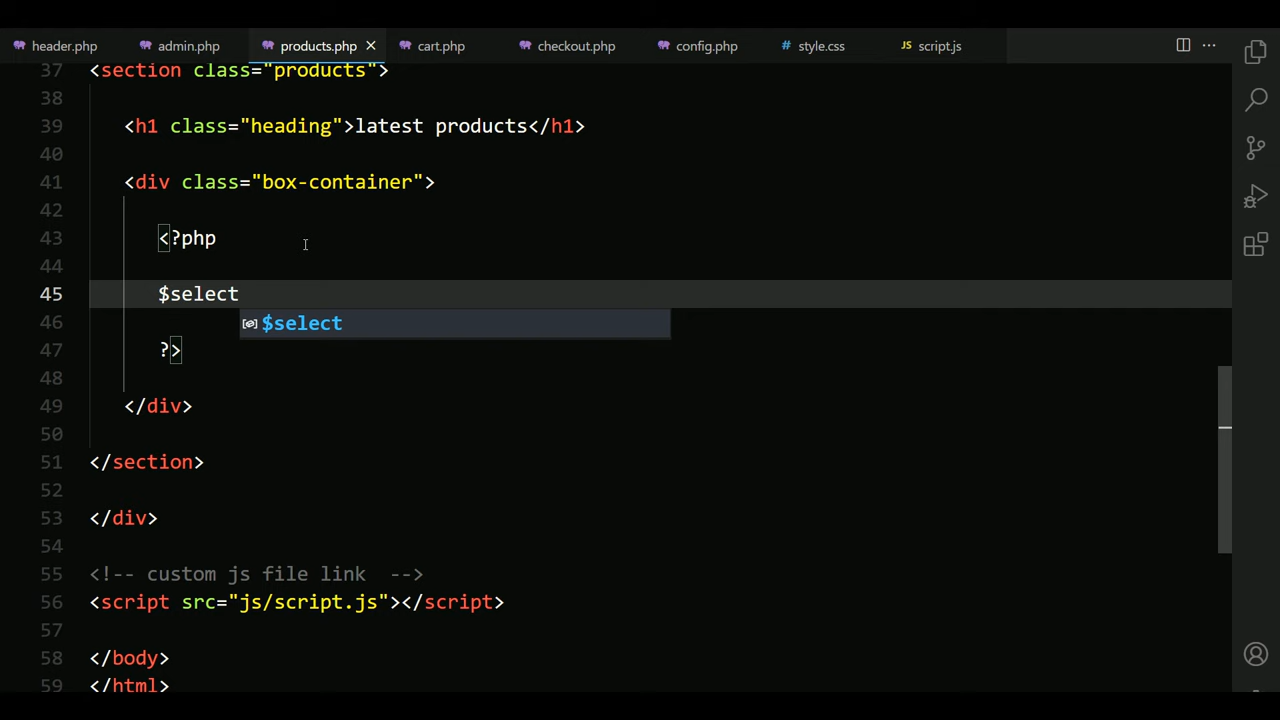 header.php admin.php products.php cart.php checkout.php config.php # style.css JS script.js
37 <section class="products">
38
39 <h1 class="heading">latest products</h1>
40
41 <div class="box-container">
42
43 <?php
44
45 $select
46 $select
47 ?>
48
49 </div>
50
51 </section>
52
53 </div>
54
55 <!-- custom js file link  -->
56 <script src="js/script.js"></script>
57
58 </body>
59 </html>